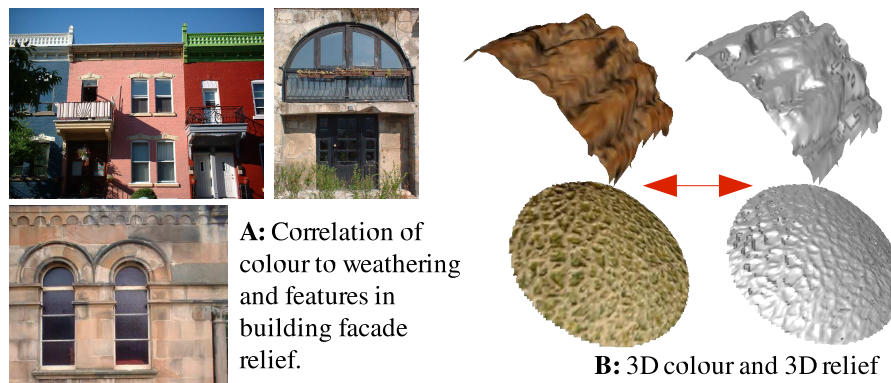 A: Correlation of
colour to weathering
and features in
building facade
relief.
B: 3D colour and 3D relief